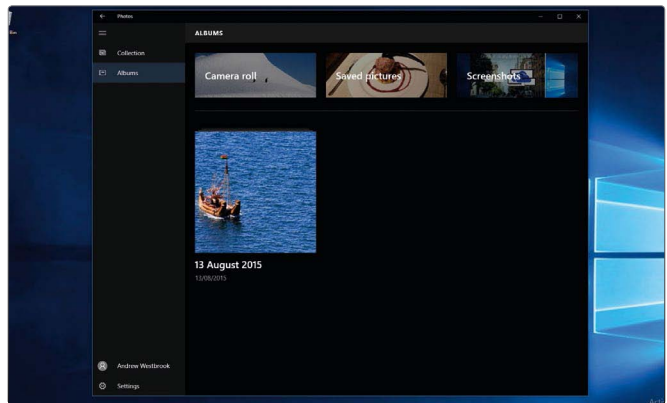 Photos
ALBUMS
Collection
Albums
Camera roll
Saved pictures
Screenshots
13 August 2015
13/08/2015
Andrew Westbrook
Settings